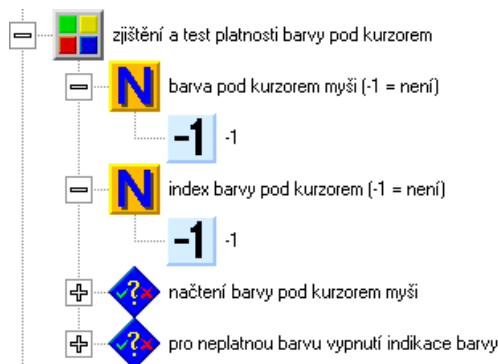 zjištění a test platnosti barvy pod kurzorem
N barva pod kurzorem myši (-1 = není)
-1 -1
N index barvy pod kurzorem (-1 = není)
-1 -1
? načtení barvy pod kurzorem myši
? pro neplatnou barvu vypnutí indikace barvy